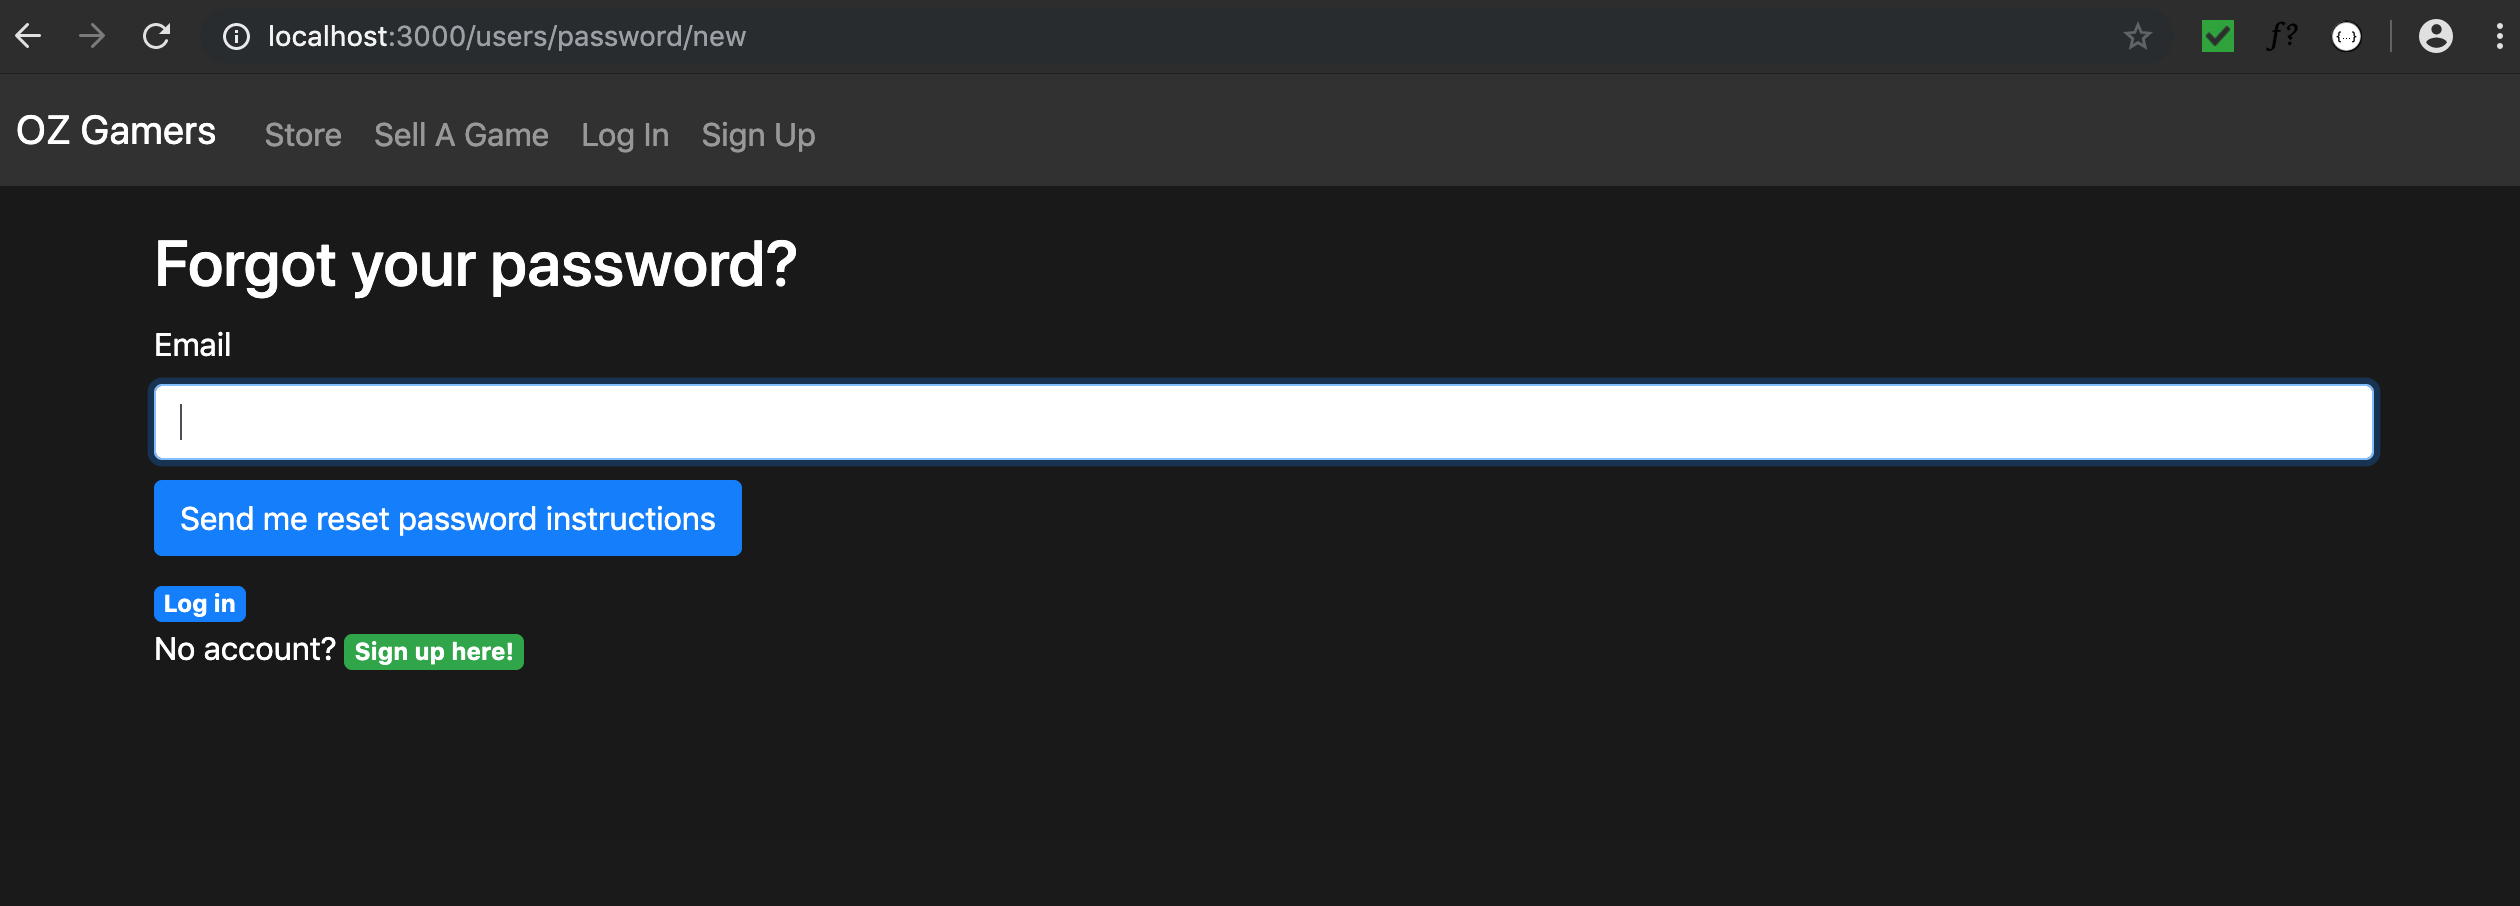 localhost:3000/users/password/new
f?
{...}
OZ Gamers Store Sell A Game Log In Sign Up
Forgot your password?
Email
Send me reset password instructions
Log in
No account? Sign up here!